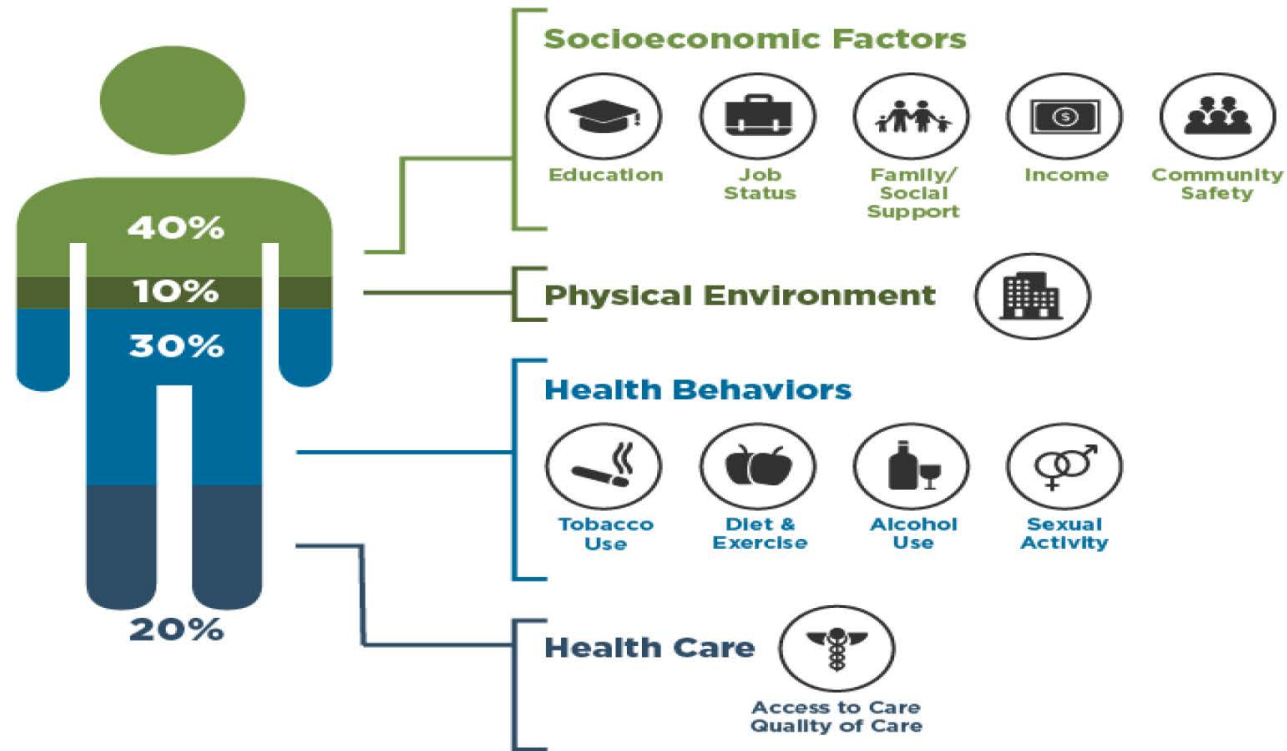 Socioeconomic Factors
Education
Job
Status
Family/
Social
Support
Income
Community
Safety
40%
10%
Physical Environment
30%
Health Behaviors
Tobacco
Use
Diet &
Exercise
Alcohol
Use
Sexual
Activity
20%
Health Care
Access to Care
Quality of Care
$